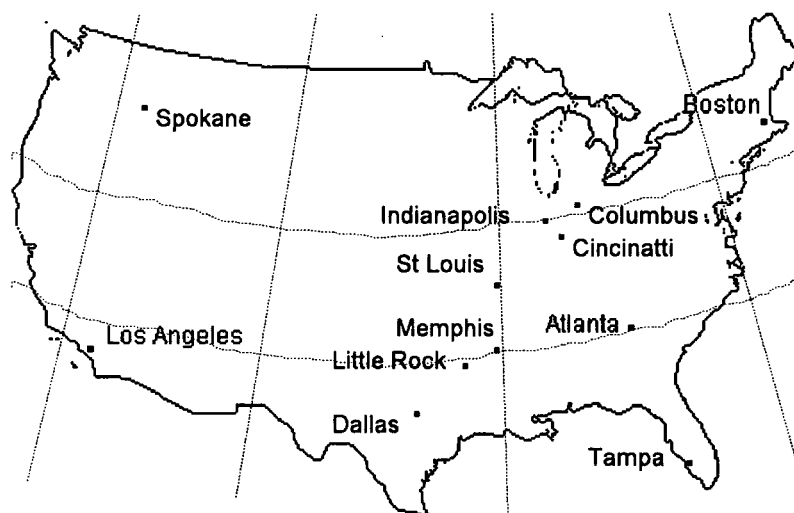 Boston
Spokane
Indianapolis
Columbus
Cincinatti
St Louis
Memphis
Atlanta
Los Angeles
Little Rock
Dallas
Tampa